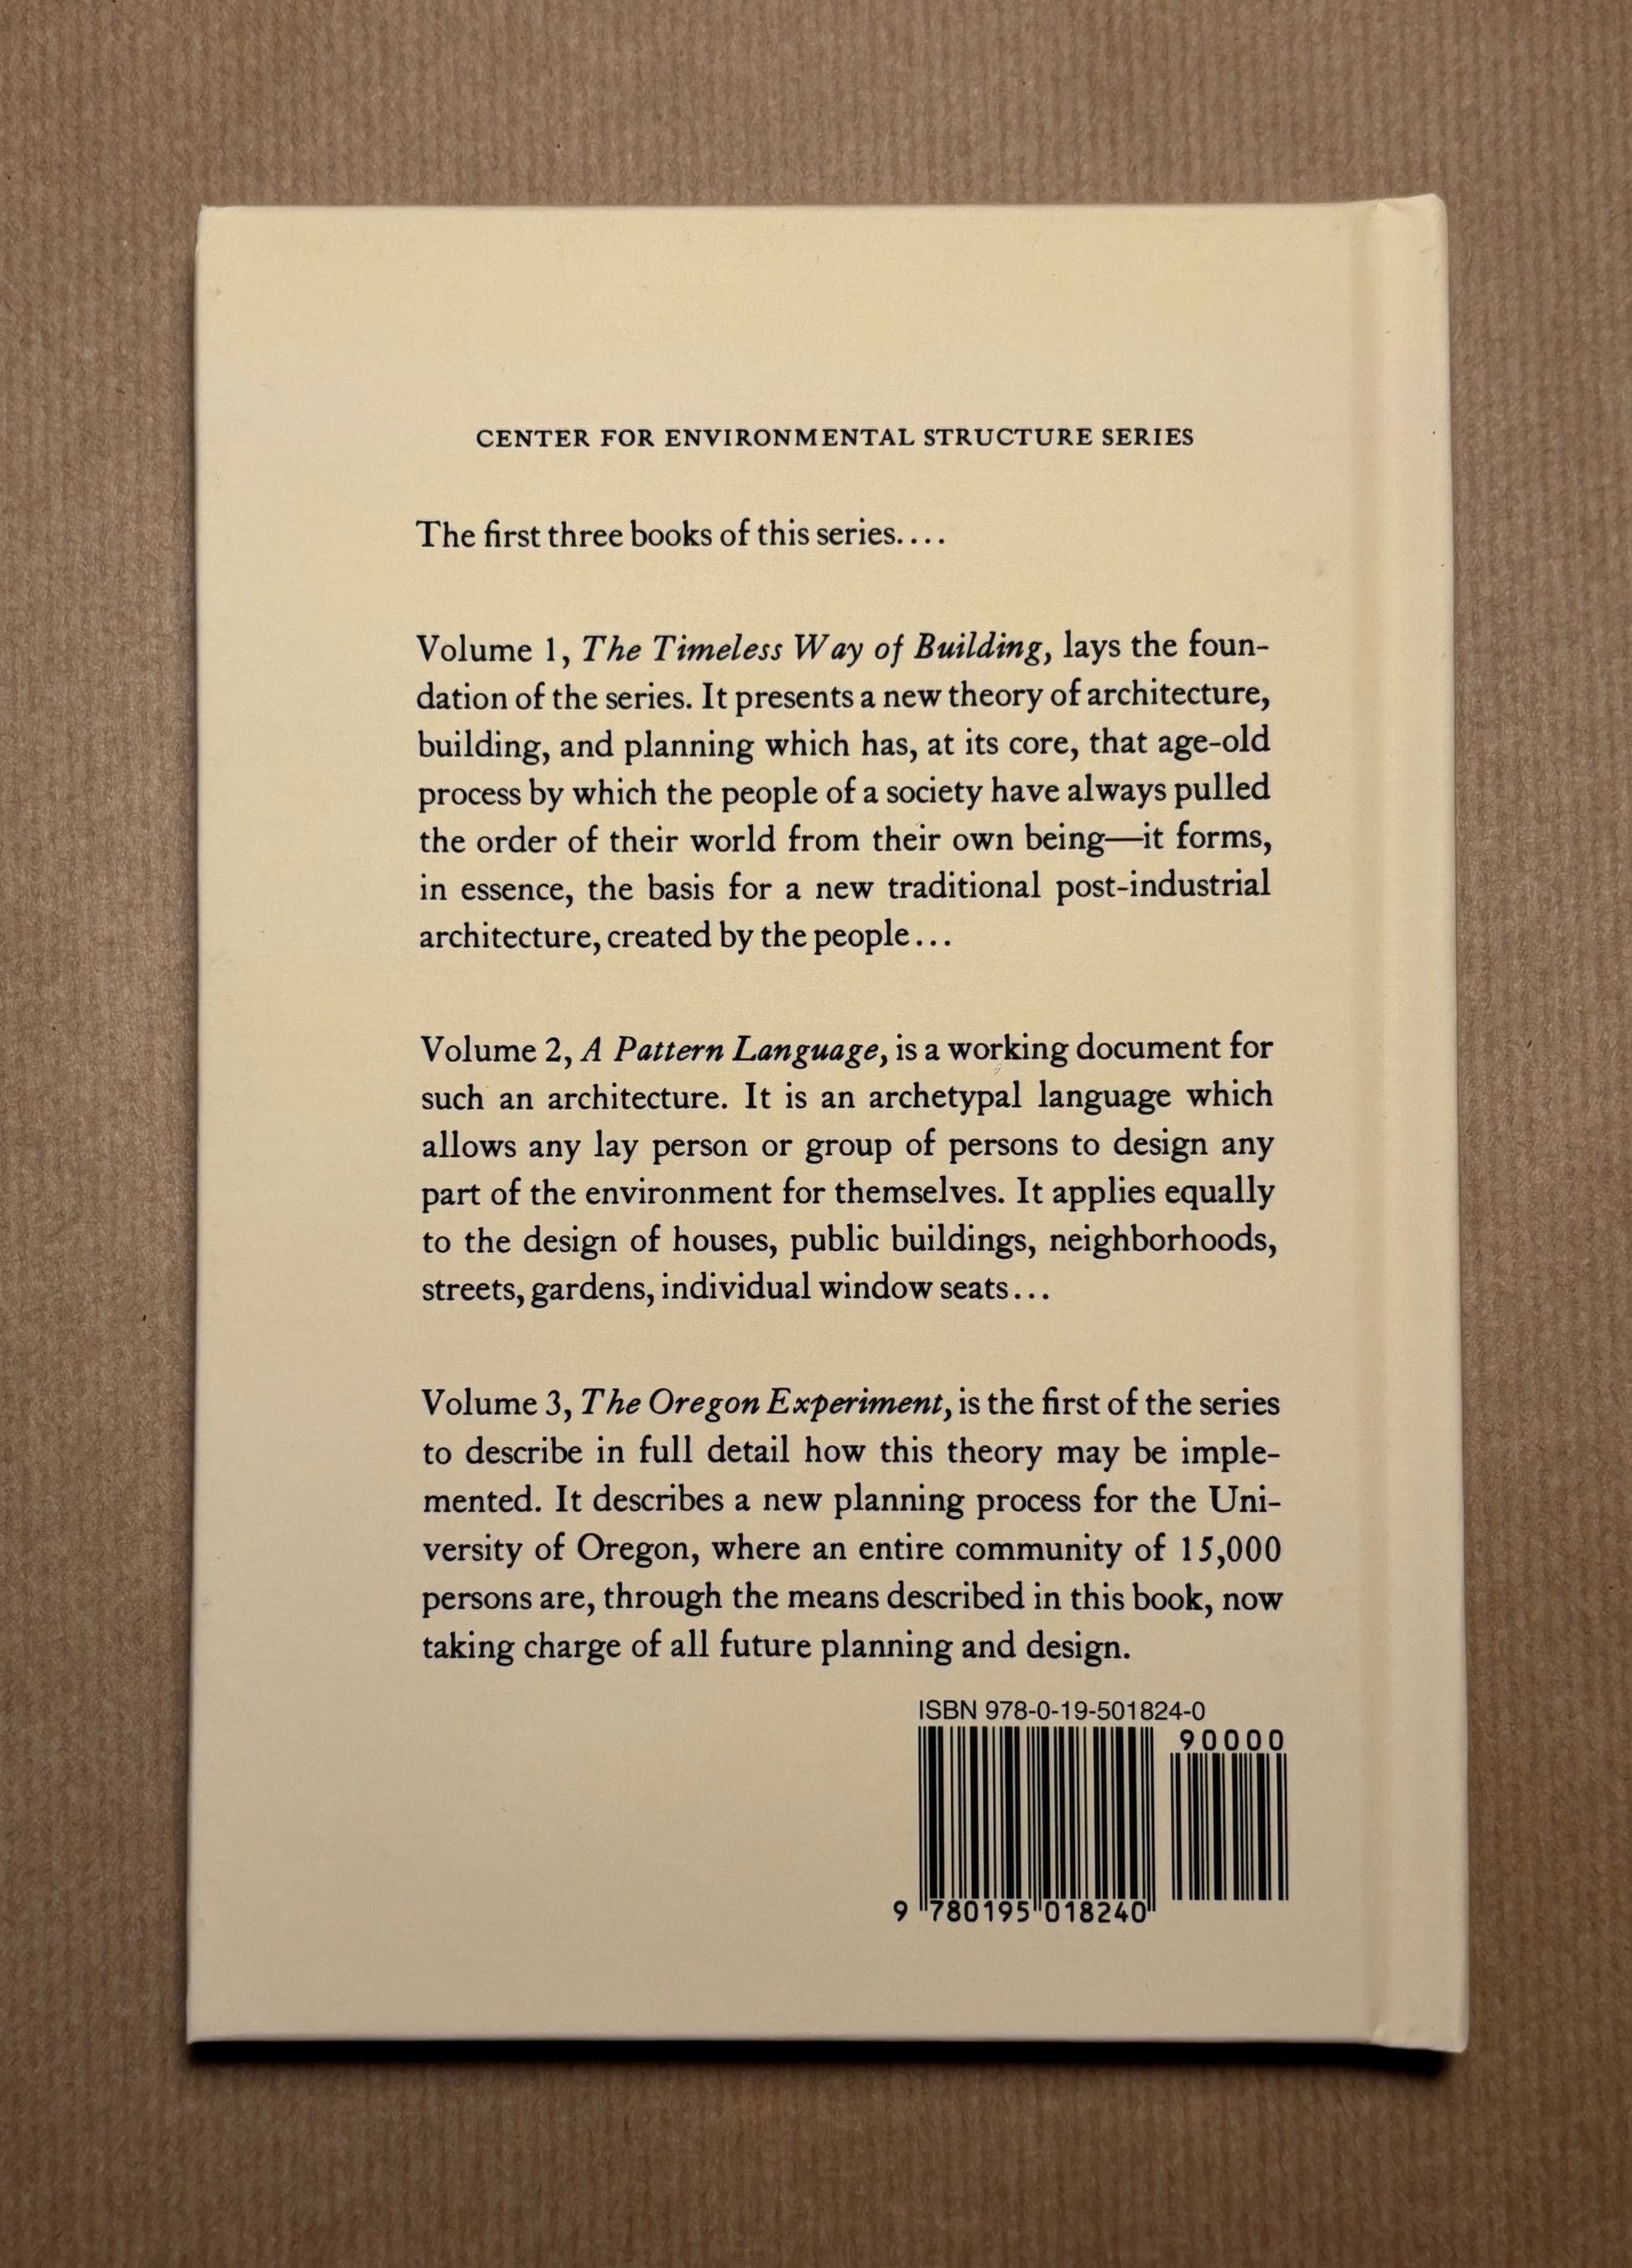 CENTER FOR ENVIRONMENTAL STRUCTURE SERIES
The first three books of this series....
Volume 1, The Timeless Way of Building, lays the foun-
dation of the series. It presents a new theory of architecture,
building, and planning which has, at its core, that age-old
process by which the people of a society have always pulled
the order of their world from their own being—it forms,
in essence, the basis for a new traditional post-industrial
architecture, created by the people...
Volume 2, A Pattern Language, is a working document for
such an architecture. It is an archetypal language which
allows any lay person or group of persons to design any
part of the environment for themselves. It applies equally
to the design of houses, public buildings, neighborhoods,
streets, gardens, individual window seats...
Volume 3, The Oregon Experiment, is the first of the series
to describe in full detail how this theory may be imple-
mented. It describes a new planning process for the Uni-
versity of Oregon, where an entire community of 15,000
persons are, through the means described in this book, now
taking charge of all future planning and design.
ISBN 978-0-19-501824-0
90000
9 780195 018240